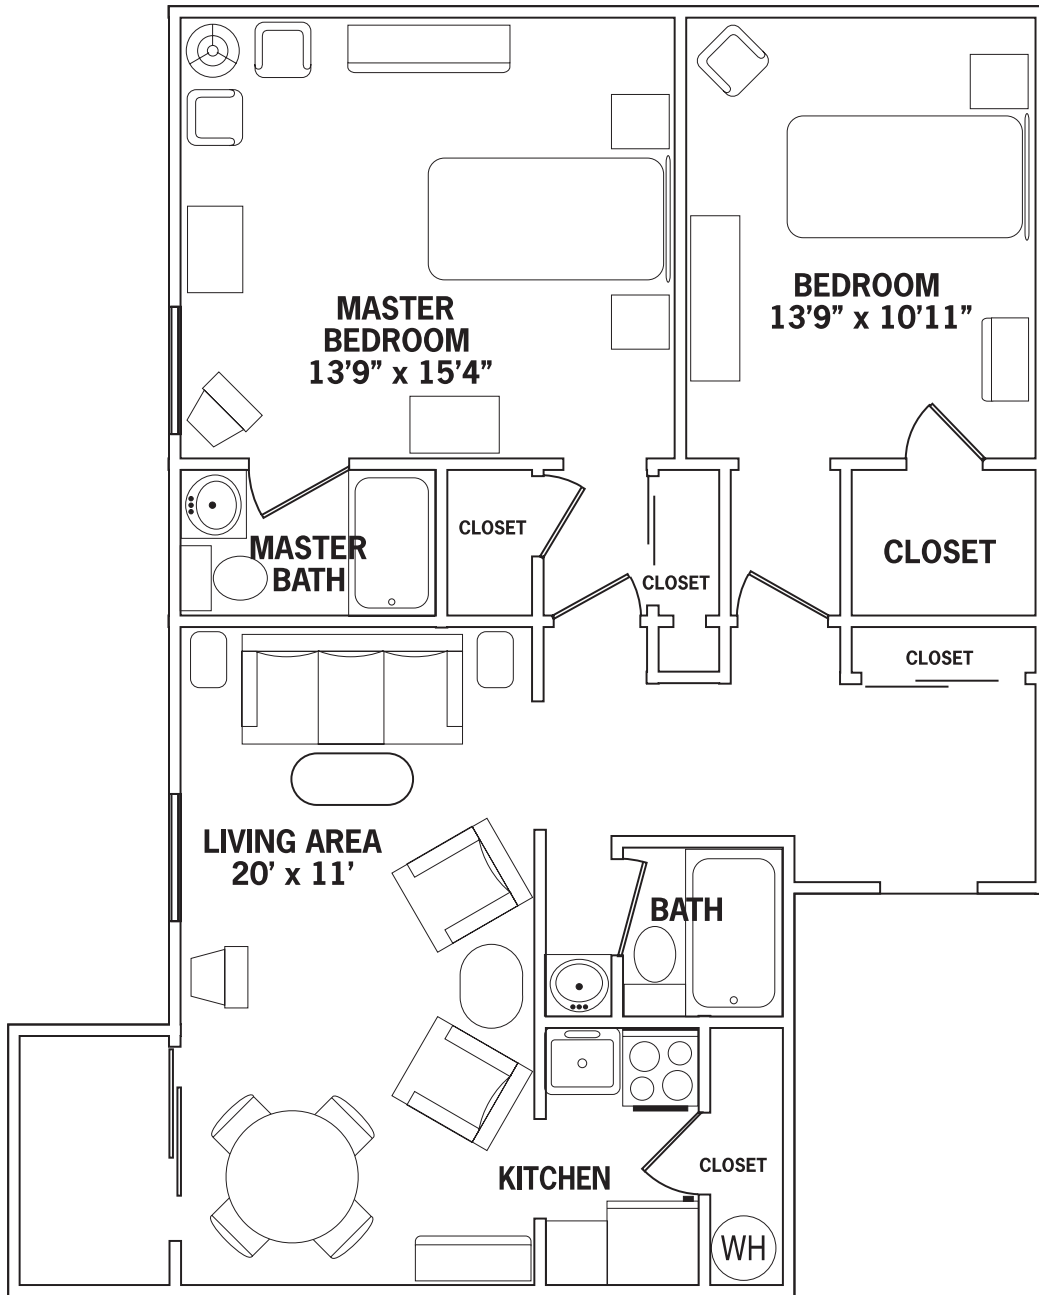 MASTER
BEDROOM
13’9” x 15’4”
BEDROOM
13’9” x 10’11”
MASTER
BATH
CLOSET
CLOSET
CLOSET
CLOSET
LIVING AREA
20’ x 11’
BATH
KITCHEN
CLOSET
WH